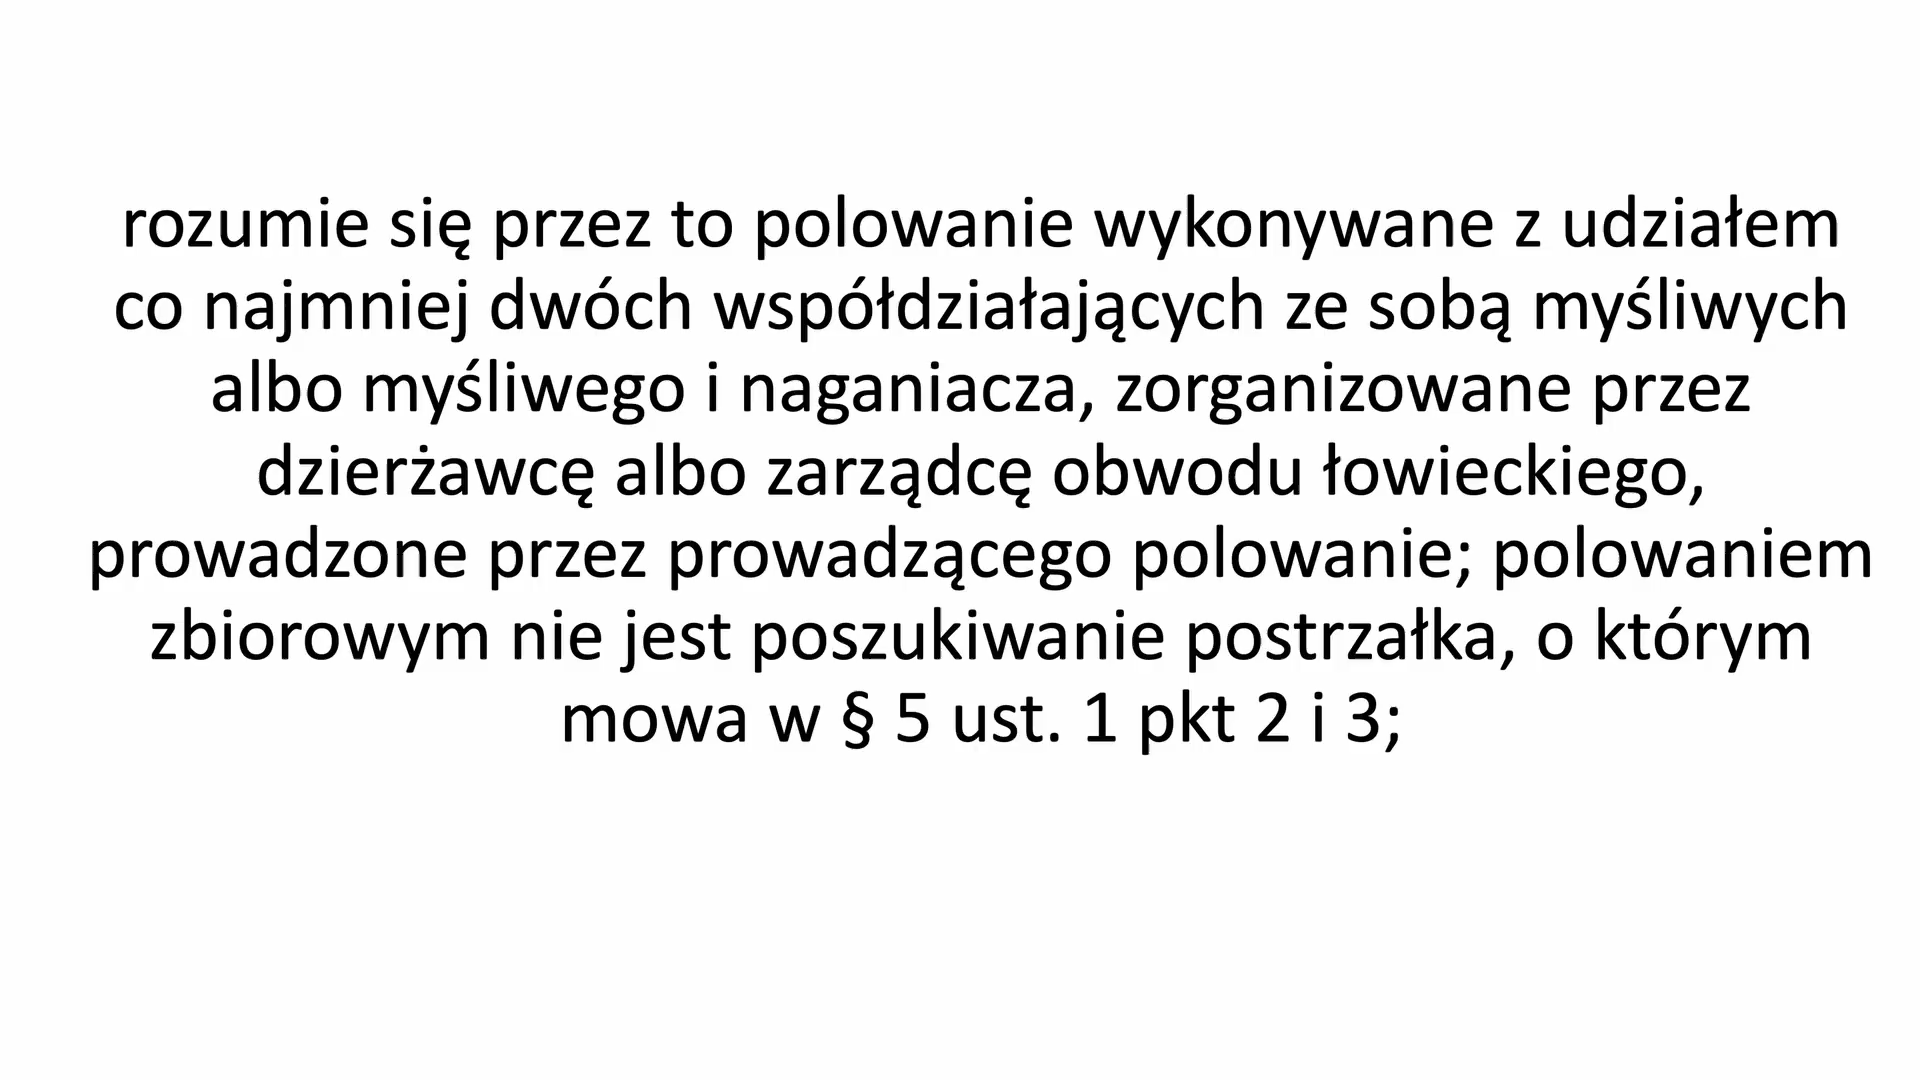 rozumie się przez to polowanie wykonywane z udziałem
co najmniej dwóch współdziałających ze sobą myśliwych
albo myśliwego i naganiacza, zorganizowane przez
dzierżawcę albo zarządcę obwodu łowieckiego,
prowadzone przez prowadzącego polowanie; polowaniem
zbiorowym nie jest poszukiwanie postrzałka, o którym
mowa w § 5 ust. 1 pkt 2 i 3;